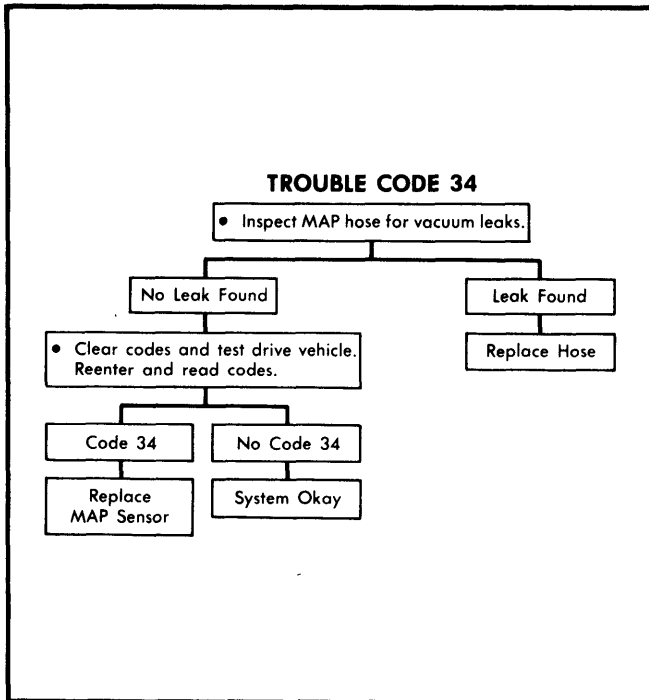 TROUBLE CODE 34
• Inspect MAP hose for vacuum leaks.
No Leak Found
Leak Found
• Clear codes and test drive vehicle.
Reenter and read codes.
Replace Hose
Code 34
No Code 34
Replace
MAP Sensor
System Okay